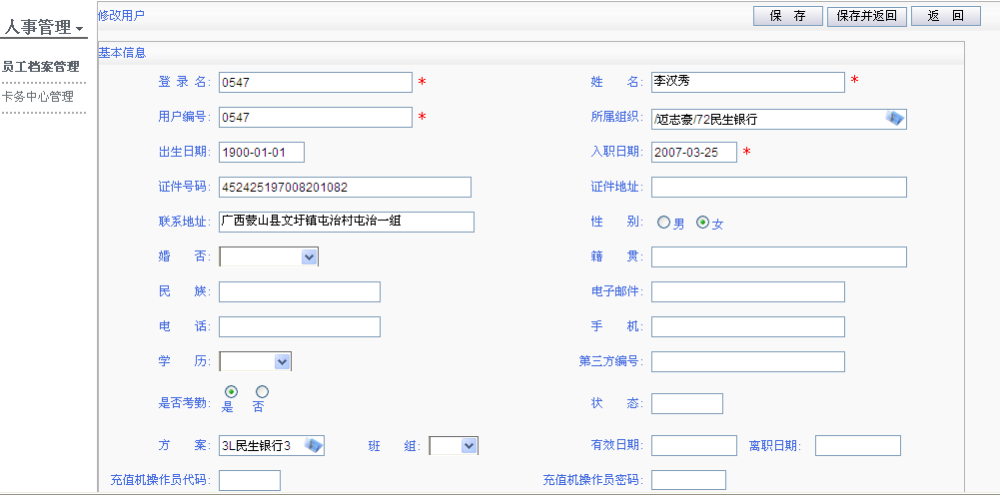 人事管理
员工档案管理
卡务中心管理
修改用户 保 存 保存并返回 返 回
基本信息
登 录 名: 0547 * 姓 名: 李汉秀 *
用户编号: 0547 * 所属组织: /迈志豪/72民生银行
出生日期: 1900-01-01 入职日期: 2007-03-25 *
证件号码: 452425197008201082 证件地址:
联系地址: 广西蒙山县文圩镇屯治村屯治一组 性 别: 男 女
婚 否: 籍 贯:
民 族: 电子邮件:
电 话: 手 机:
学 历: 第三方编号:
是否考勤: 是 否 状 态:
方 案: 3L民生银行3 班 组: 有效日期: 离职日期:
充值机操作员代码: 充值机操作员密码: